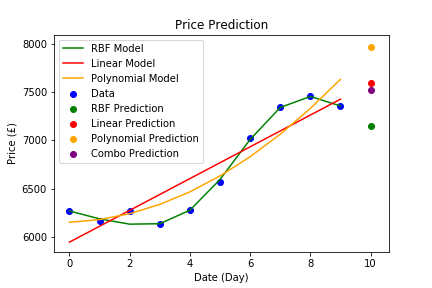 Price Prediction
Price (£)
8000
7500
7000
6500
6000
RBF Model
Linear Model
Polynomial Model
Data
RBF Prediction
Linear Prediction
Polynomial Prediction
Combo Prediction
0 2 4 6 8 10
Date (Day)